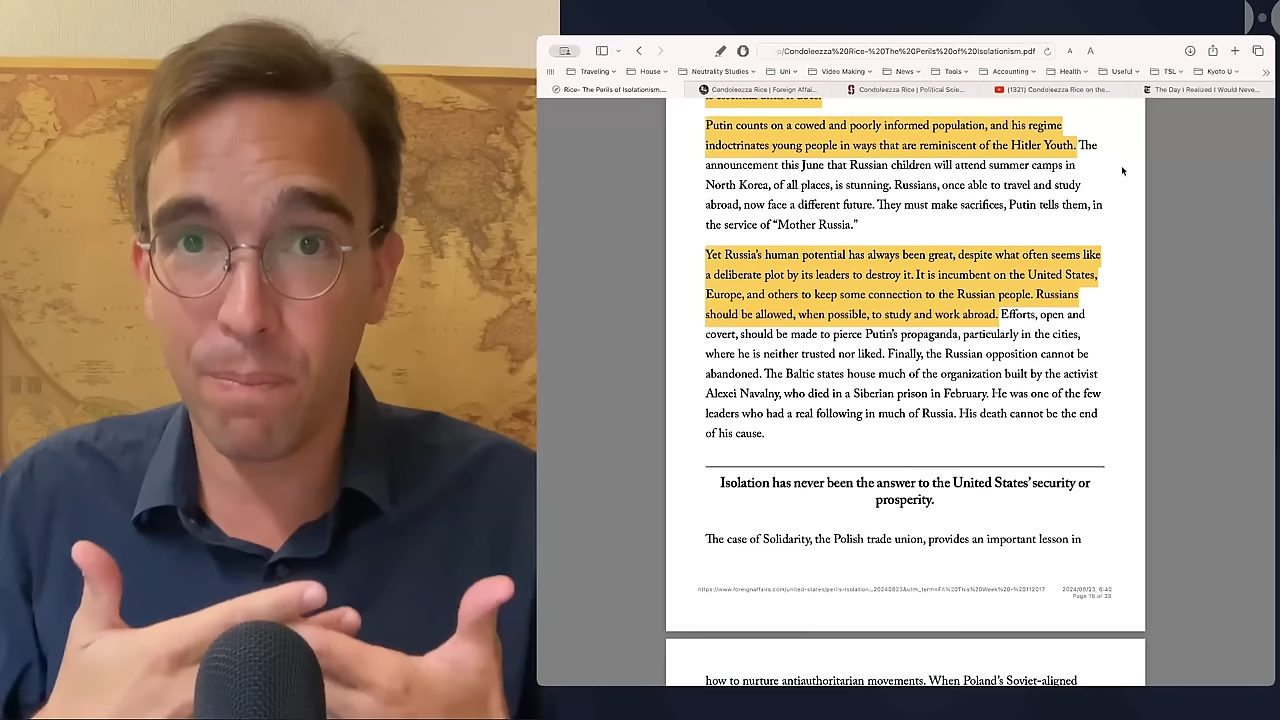 /Condoleezza%20Rice-%20The%20Perils%20of%20Isolationism.pdf
A A
Traveling House Neutrality Studies Uni Video Making News Tools Accounting Health Useful TSL Kyoto U
Rice- The Perils of Isolationism.... Condoleezza Rice | Foreign Affai... Condoleezza Rice | Political Scie... (1321) Condoleezza Rice on the... The Day I Realized I Would Neve...
Putin counts on a cowed and poorly informed population, and his regime
indoctrinates young people in ways that are reminiscent of the Hitler Youth. The
announcement this June that Russian children will attend summer camps in
North Korea, of all places, is stunning. Russians, once able to travel and study
abroad, now face a different future. They must make sacrifices, Putin tells them, in
the service of “Mother Russia.”
Yet Russia’s human potential has always been great, despite what often seems like
a deliberate plot by its leaders to destroy it. It is incumbent on the United States,
Europe, and others to keep some connection to the Russian people. Russians
should be allowed, when possible, to study and work abroad. Efforts, open and
covert, should be made to pierce Putin’s propaganda, particularly in the cities,
where he is neither trusted nor liked. Finally, the Russian opposition cannot be
abandoned. The Baltic states house much of the organization built by the activist
Alexei Navalny, who died in a Siberian prison in February. He was one of the few
leaders who had a real following in much of Russia. His death cannot be the end
of his cause.
Isolation has never been the answer to the United States’ security or
prosperity.
The case of Solidarity, the Polish trade union, provides an important lesson in
2024/08/23, 6:40
Page 16 of 28
how to nurture antiauthoritarian movements. When Poland’s Soviet-aligned